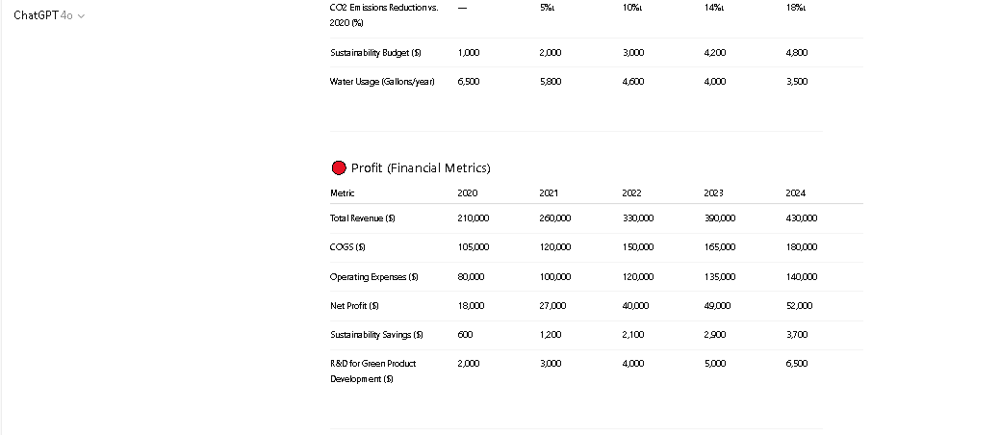 CO2 Emissions Reduction vs. — 5%↓ 10%↓ 14%↓ 18%↓
ChatGPT 4o
2020 (%)
Sustainability Budget ($) 1,000 2,000 3,000 4,200 4,800
Water Usage (Gallons/year) 6,500 5,800 4,600 4,000 3,500
Profit (Financial Metrics)
Metric 2020 2021 2022 2023 2024
Total Revenue ($) 210,000 260,000 330,000 390,000 430,000
COGS ($) 105,000 120,000 150,000 165,000 180,000
Operating Expenses ($) 80,000 100,000 120,000 135,000 140,000
Net Profit ($) 18,000 27,000 40,000 49,000 52,000
Sustainability Savings ($) 600 1,200 2,100 2,900 3,700
R&D for Green Product 2,000 3,000 4,000 5,000 6,500
Development ($)